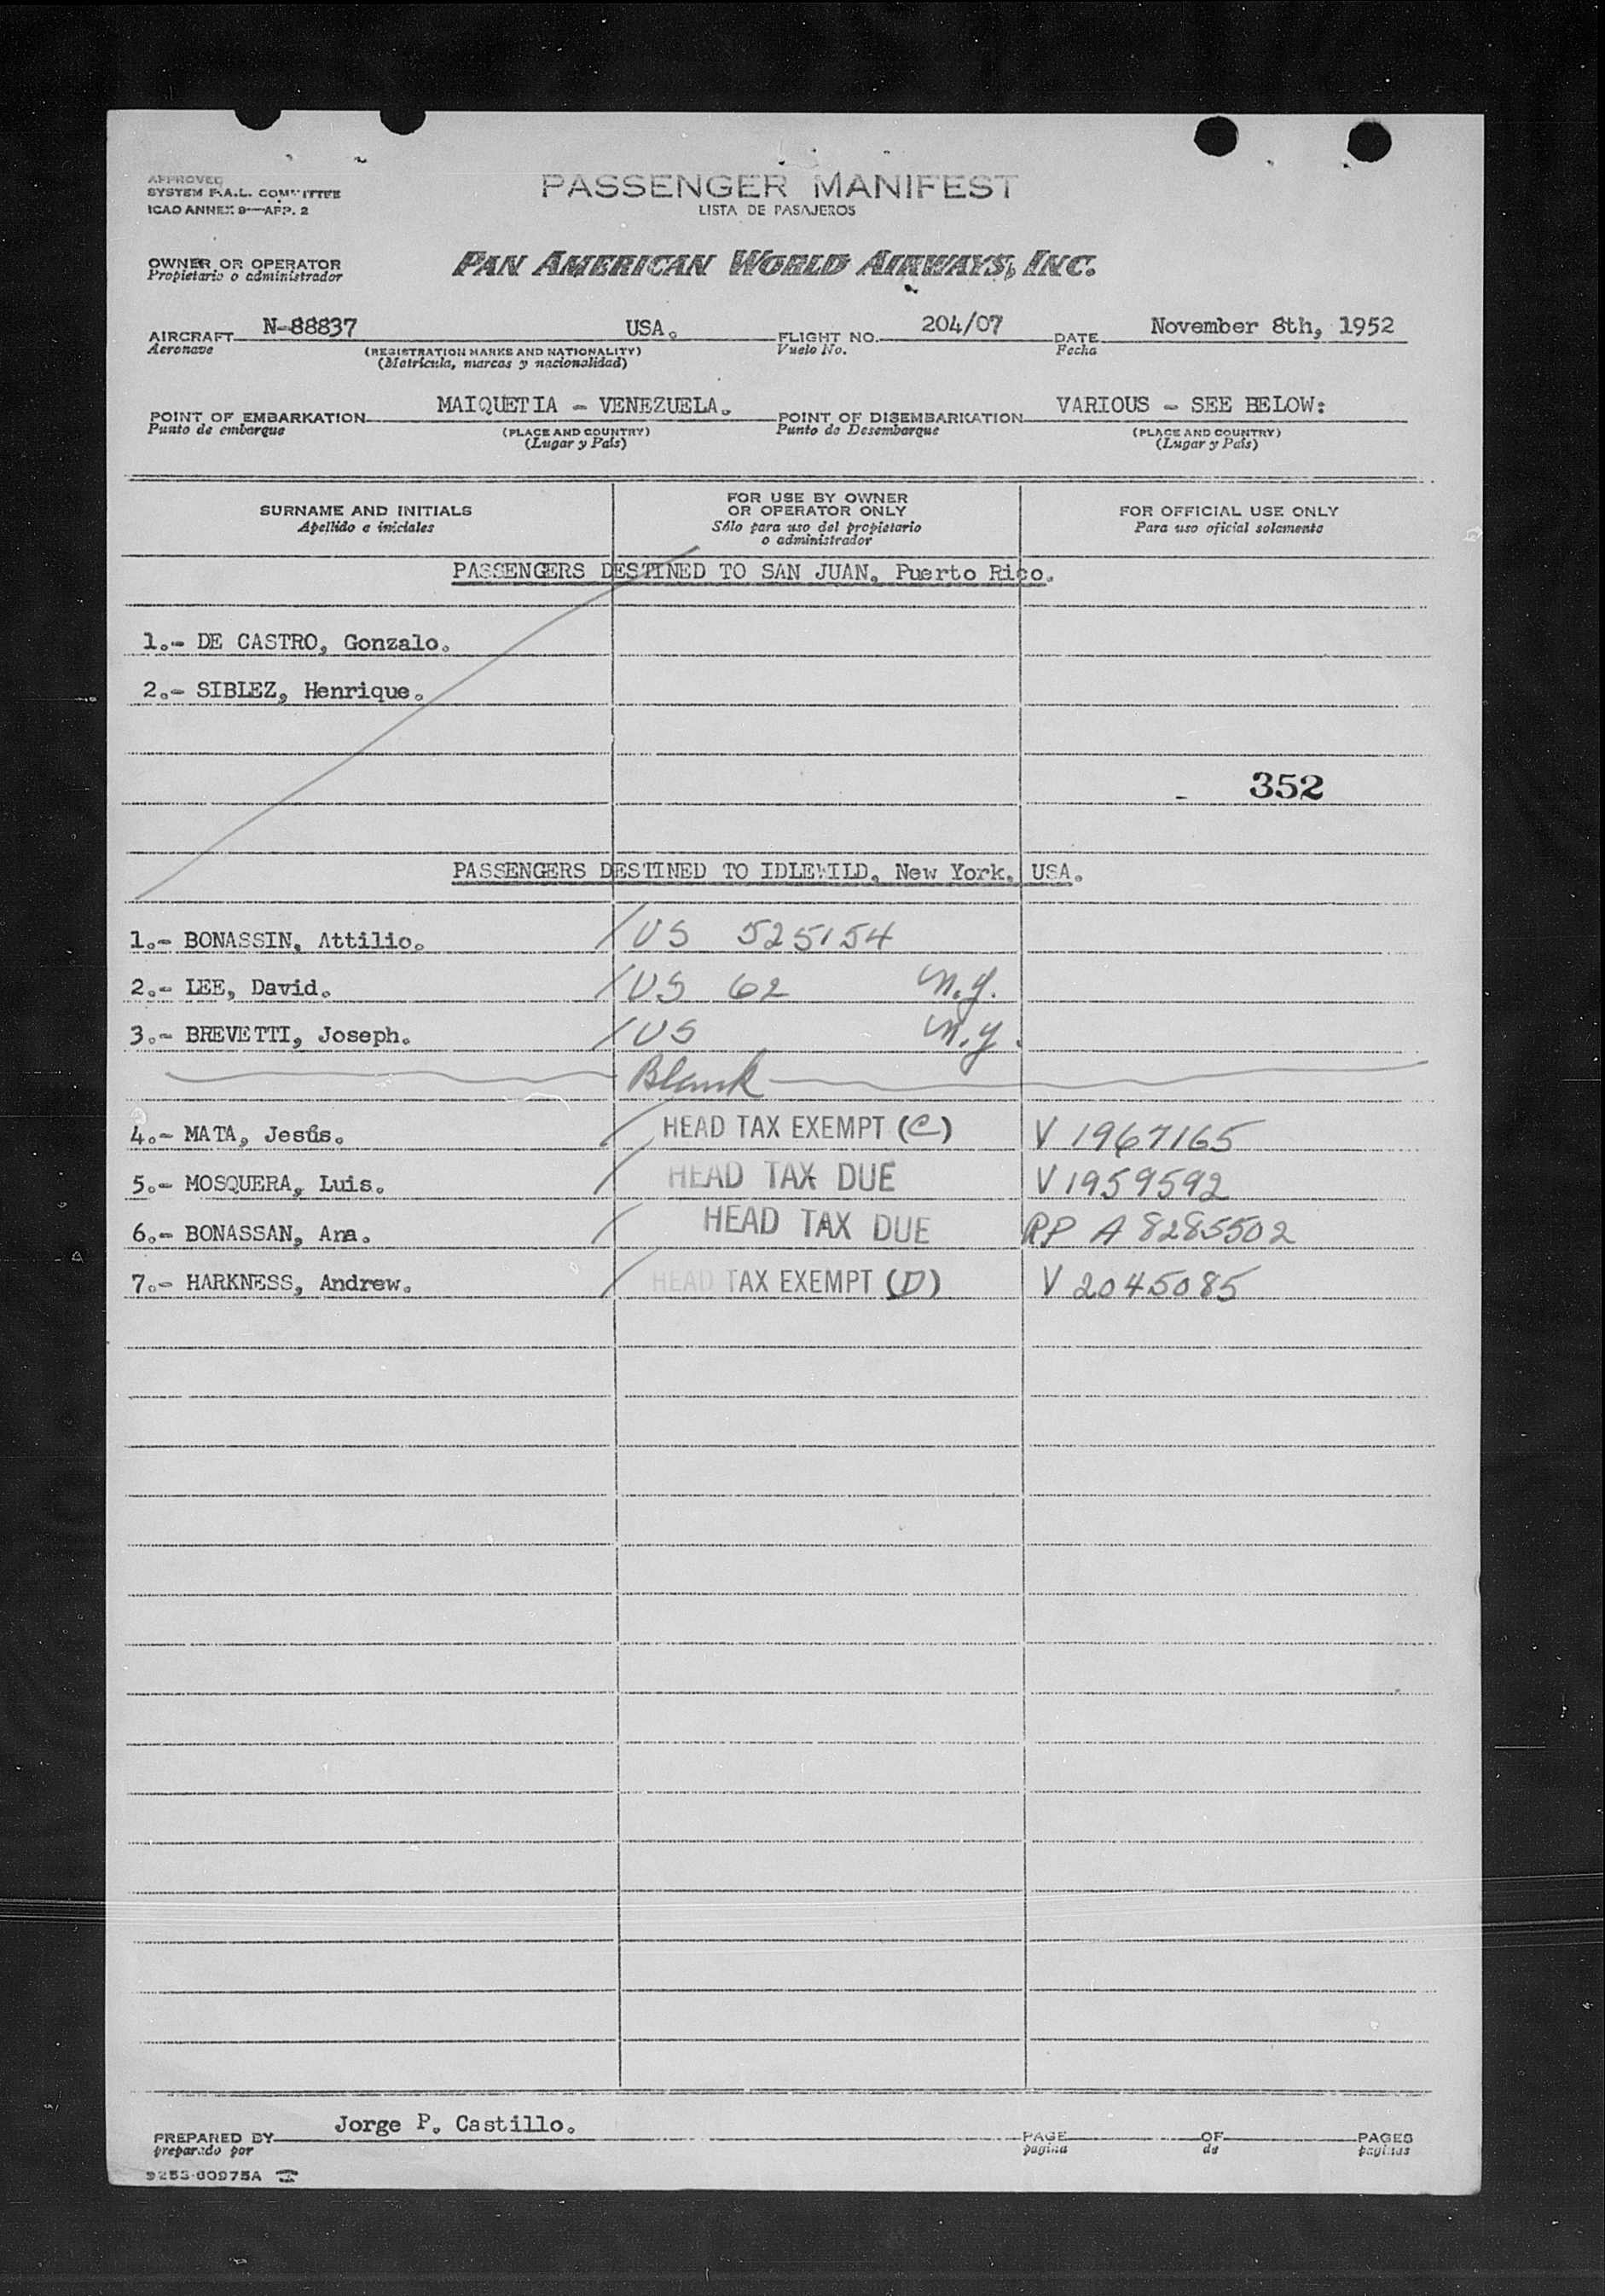 APPROVED
SYSTEM F.A.L. COMMITTEE
ICAO ANNEX 9—APP. 2
PASSENGER MANIFEST
LISTA DE PASAJEROS
OWNER OR OPERATOR
Propietario o administrador
PAN AMERICAN WORLD AIRWAYS, INC.
AIRCRAFT N-88837 USA. FLIGHT NO. 204/07 DATE November 8th, 1952
Aeronave (REGISTRATION MARKS AND NATIONALITY) Vuelo No. Fecha
(Matrícula, marcas y nacionalidad)
POINT OF EMBARKATION MAIQUETIA - VENEZUELA. POINT OF DISEMBARKATION VARIOUS - SEE BELOW:
Punto de embarque (PLACE AND COUNTRY) Punto de Desembarque (PLACE AND COUNTRY)
(Lugar y País) (Lugar y País)
SURNAME AND INITIALS
Apellido e iniciales
FOR USE BY OWNER
OR OPERATOR ONLY
Sólo para uso del propietario
o administrador
FOR OFFICIAL USE ONLY
Para uso oficial solamente
PASSENGERS DESTINED TO SAN JUAN, Puerto Rico.
1.- DE CASTRO, Gonzalo.
2.- SIBLEZ, Henrique.
352
PASSENGERS DESTINED TO IDLEWILD, New York, USA.
1.- BONASSIN, Attilio. / US 525154
2.- LEE, David. / US 62 N.Y.
3.- BREVETTI, Joseph. / US N.Y.
Blank
4.- MATA, Jesús. / HEAD TAX EXEMPT (C) V 1967165
5.- MOSQUERA, Luis. / HEAD TAX DUE V 1959592
6.- BONASSAN, Ana. / HEAD TAX DUE RP A 8285502
7.- HARKNESS, Andrew. / HEAD TAX EXEMPT (D) V 2045085
PREPARED BY Jorge P. Castillo. PAGE OF PAGES
preparado por pagina de paginas
9253-60975A